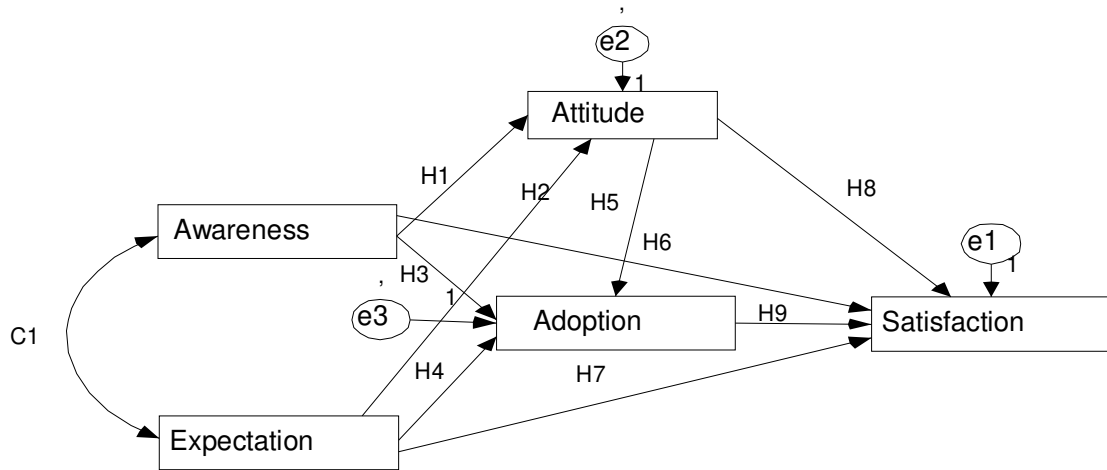 ,
e2
1
Attitude
H1
H2
H5
H8
Awareness
H6
e1
1
H3
,
1
e3
Adoption
H9
Satisfaction
C1
H4
H7
Expectation